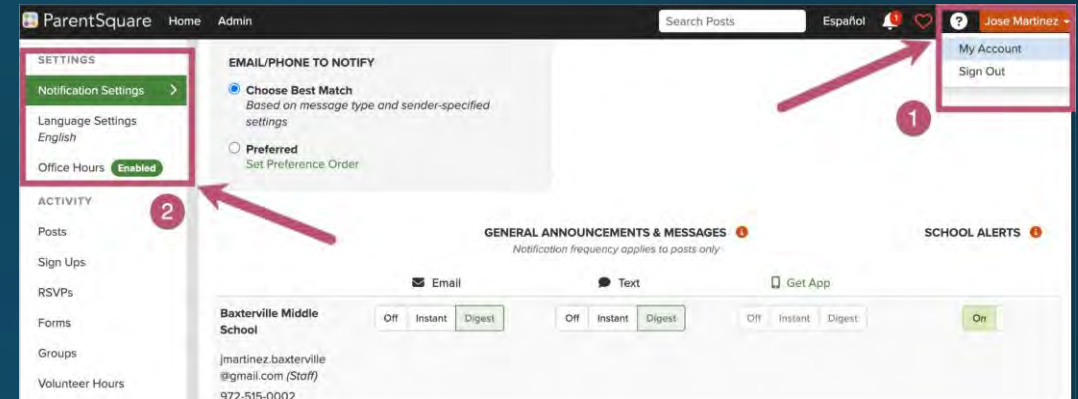 ParentSquare Home Admin Search Posts Español 1 ? Jose Martinez
My Account
Sign Out
1
SETTINGS
Notification Settings
Language Settings
English
Office Hours Enabled
2
ACTIVITY
Posts
Sign Ups
RSVPs
Forms
Groups
Volunteer Hours
EMAIL/PHONE TO NOTIFY
Choose Best Match
Based on message type and sender-specified
settings
Preferred
Set Preference Order
GENERAL ANNOUNCEMENTS & MESSAGES
Notification frequency applies to posts only
SCHOOL ALERTS
Email Text Get App
Baxterville Middle
School
Off Instant Digest Off Instant Digest Off Instant Digest On
jmartinez.baxterville
@gmail.com (Staff)
972-515-0002